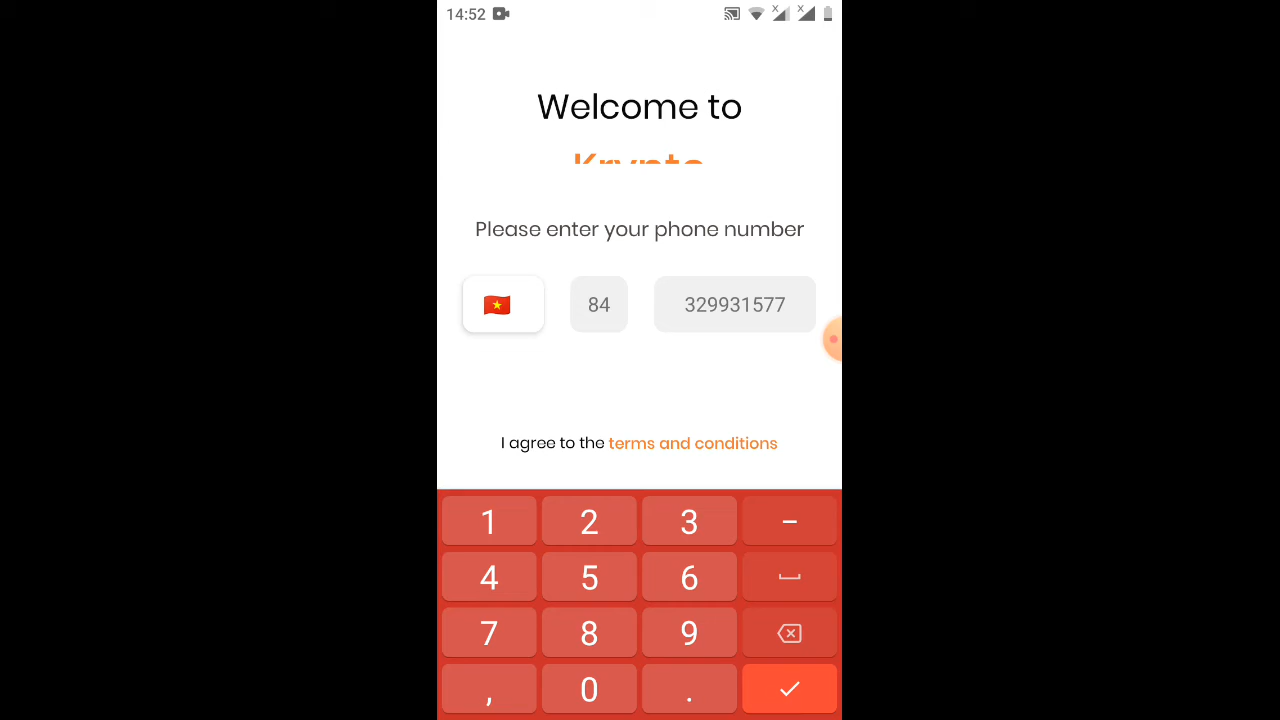 14:52
Welcome to
Krypto
Please enter your phone number
84 329931577
I agree to the terms and conditions
1 2 3 -
4 5 6
7 8 9
, 0 .